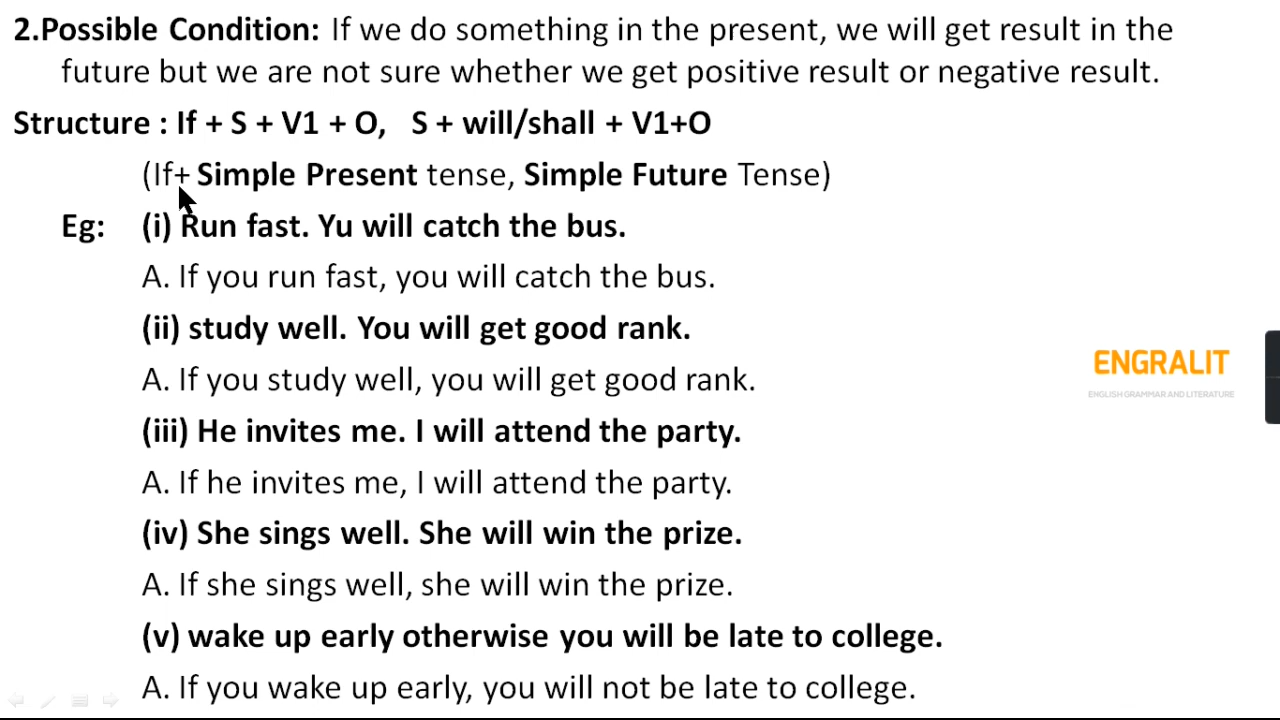 2.Possible Condition: If we do something in the present, we will get result in the
future but we are not sure whether we get positive result or negative result.
Structure : If + S + V1 + O,   S + will/shall + V1+O
(If+ Simple Present tense, Simple Future Tense)
Eg: (i) Run fast. Yu will catch the bus.
A. If you run fast, you will catch the bus.
(ii) study well. You will get good rank.
ENGRALIT
ENGLISH GRAMMAR AND LITERATURE
A. If you study well, you will get good rank.
(iii) He invites me. I will attend the party.
A. If he invites me, I will attend the party.
(iv) She sings well. She will win the prize.
A. If she sings well, she will win the prize.
(v) wake up early otherwise you will be late to college.
A. If you wake up early, you will not be late to college.